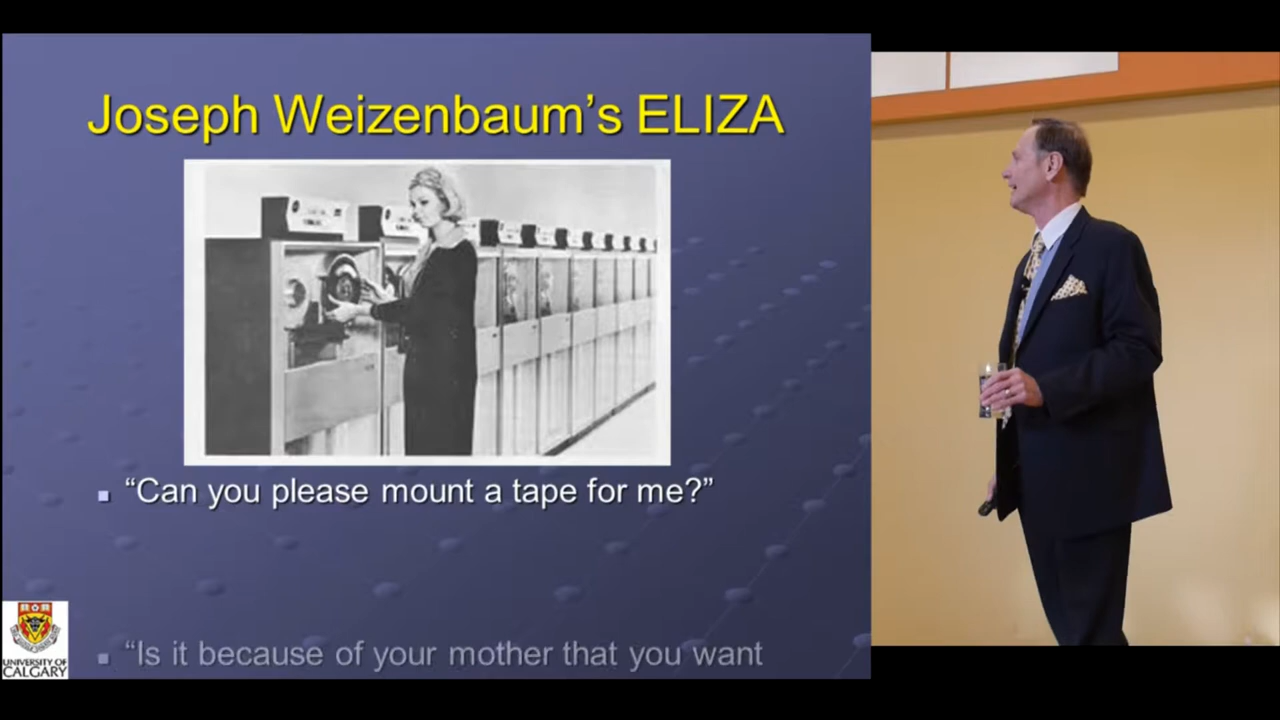 Joseph Weizenbaum's ELIZA
"Can you please mount a tape for me?"
"Is it because of your mother that you want
UNIVERSITY OF
CALGARY